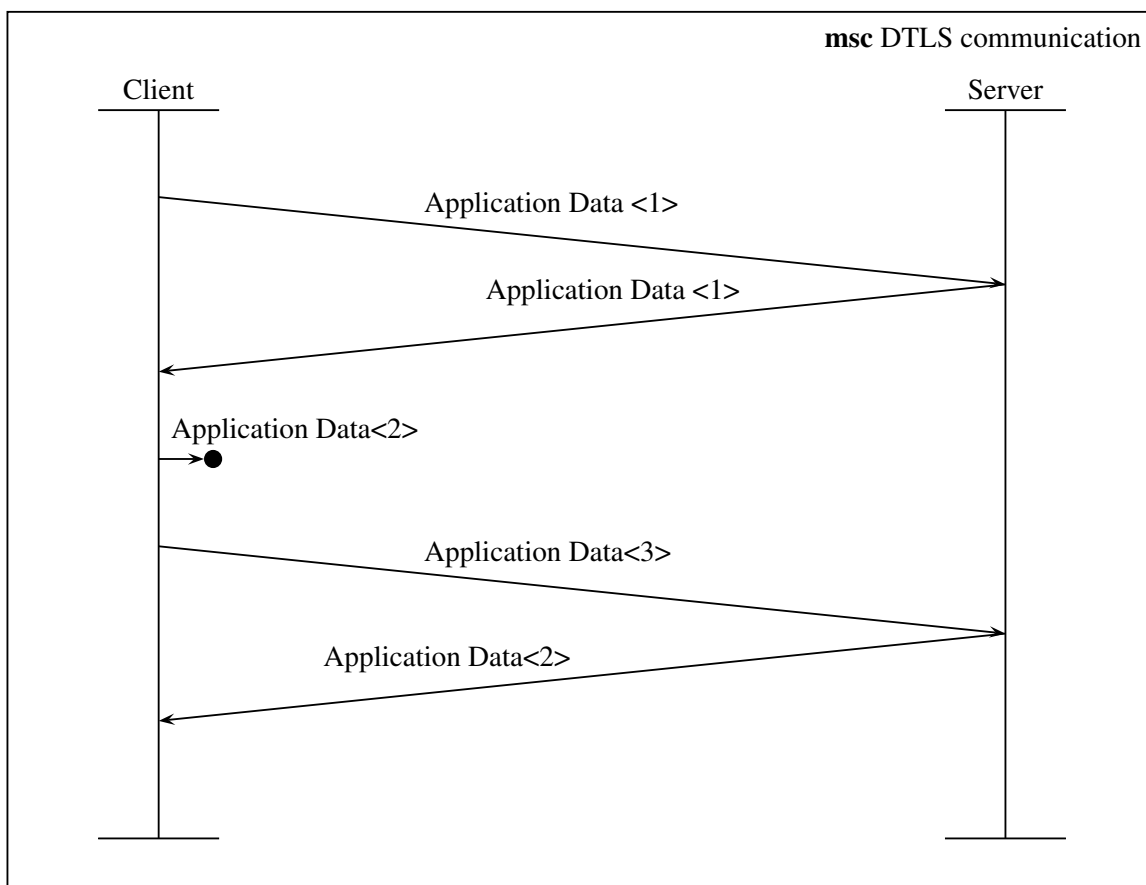 msc DTLS communication
Client
Server
Application Data <1>
Application Data <1>
Application Data<2>
Application Data<3>
Application Data<2>